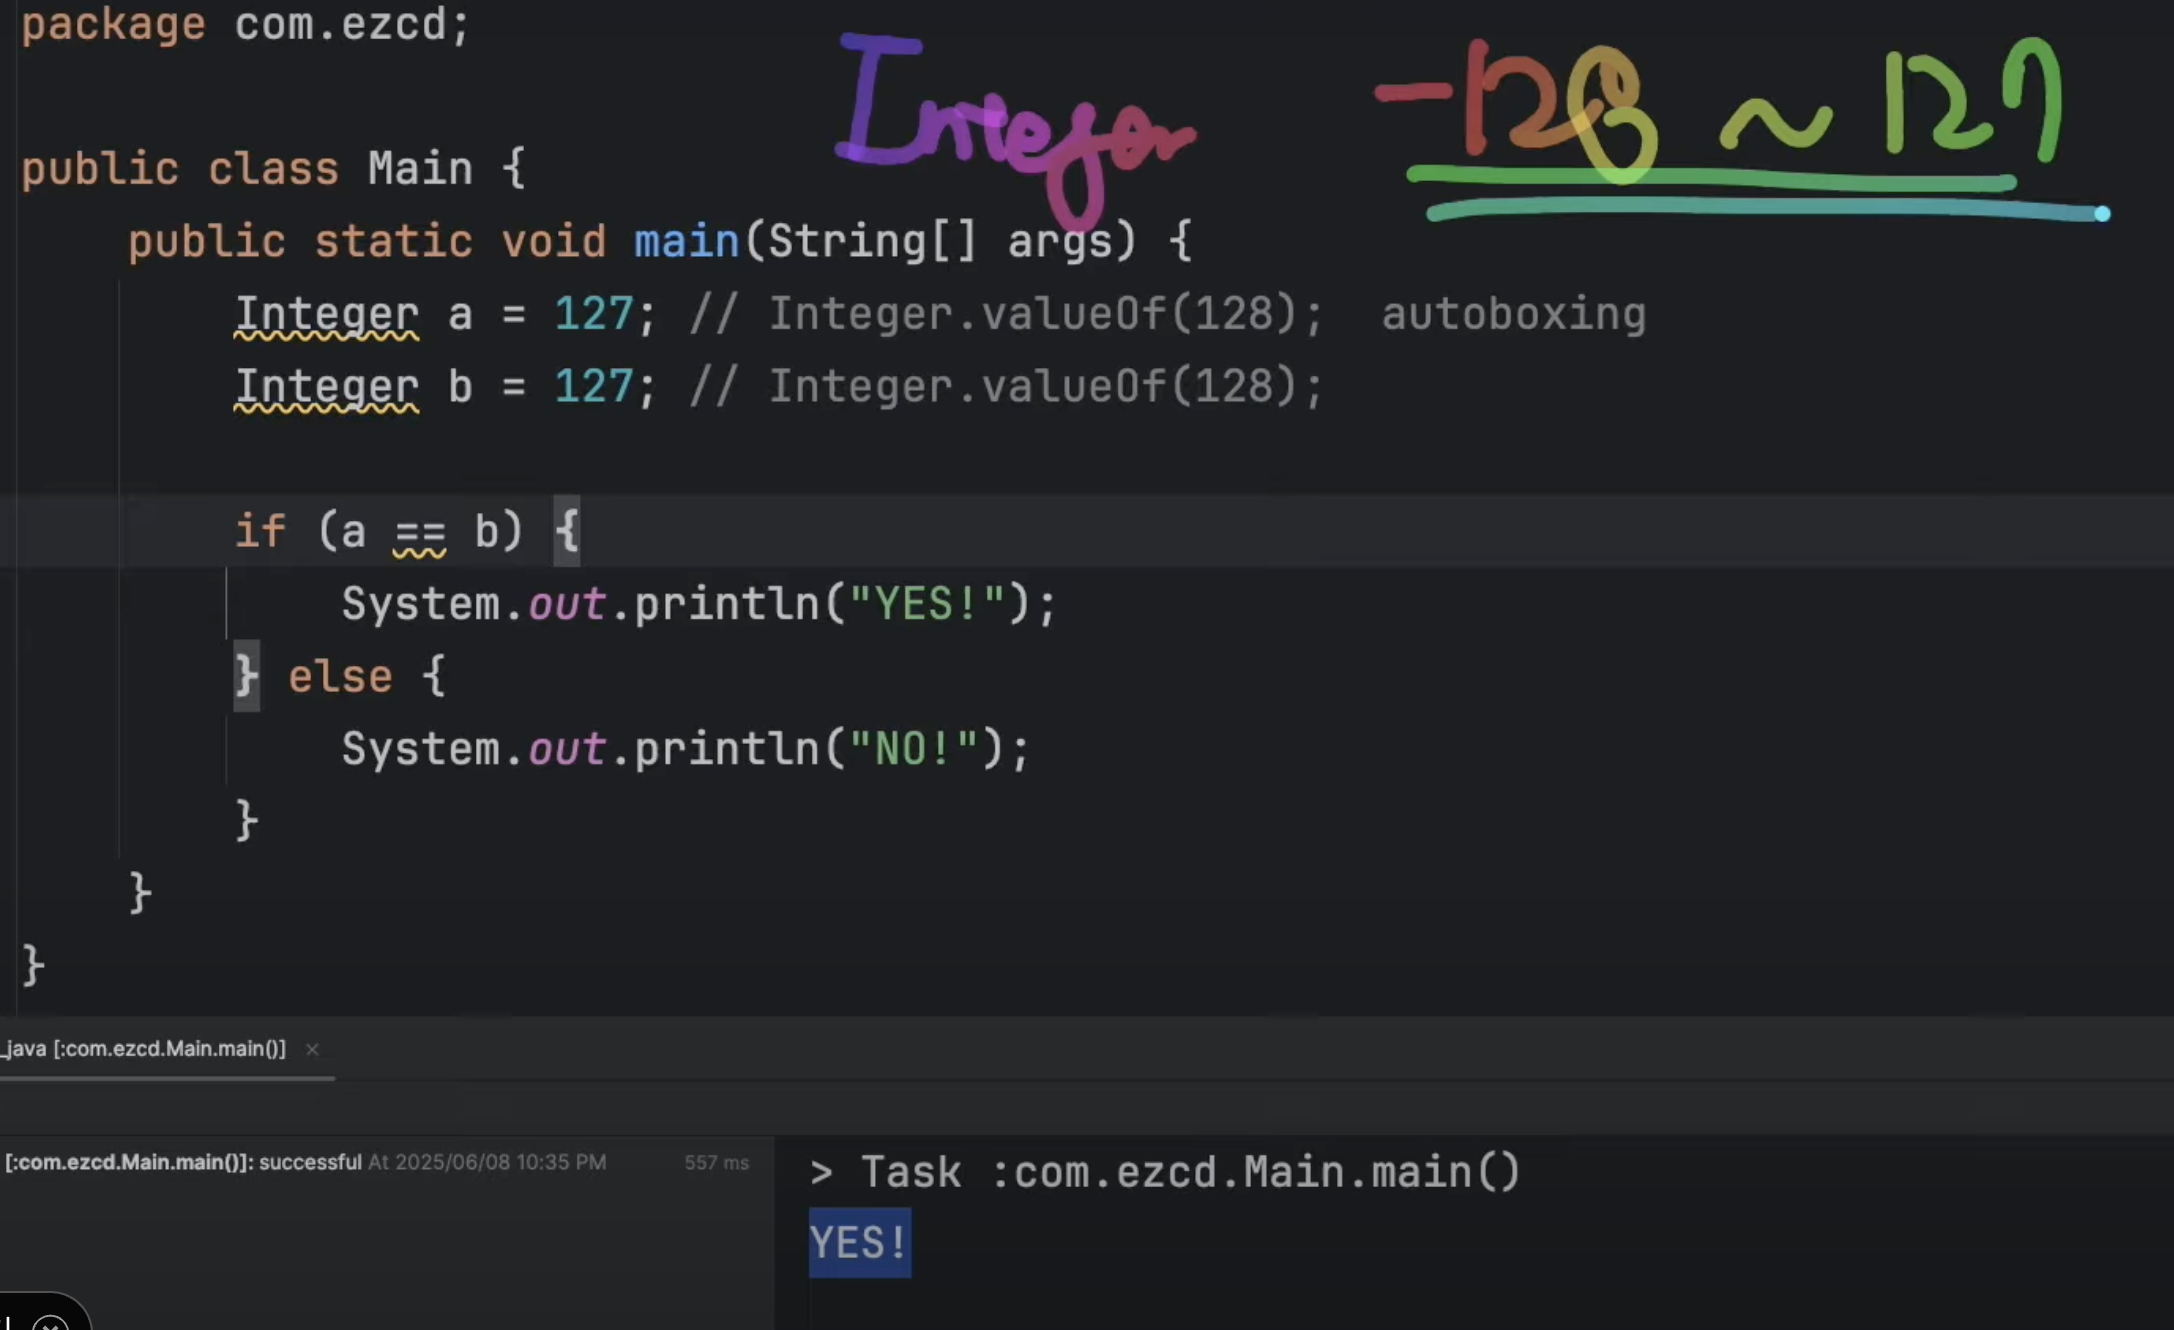 package com.ezcd;
Integer -128 ~ 127
public class Main {
public static void main(String[] args) {
Integer a = 127; // Integer.valueOf(128);  autoboxing
Integer b = 127; // Integer.valueOf(128);
if (a == b) {
System.out.println("YES!");
} else {
System.out.println("NO!");
}
}
}
_java [:com.ezcd.Main.main()] ×
[:com.ezcd.Main.main()]: successful At 2025/06/08 10:35 PM 557 ms
> Task :com.ezcd.Main.main()
YES!